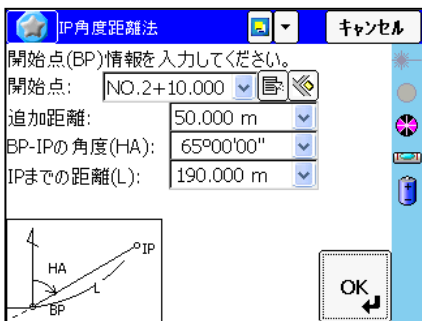 IP角度距離法 キャンセル
開始点(BP)情報を入力してください。
開始点: NO.2+10.000
追加距離: 50.000 m
BP-IPの角度(HA): 65º00'00"
IPまでの距離(L): 190.000 m
IP
HA
L
BP
OK